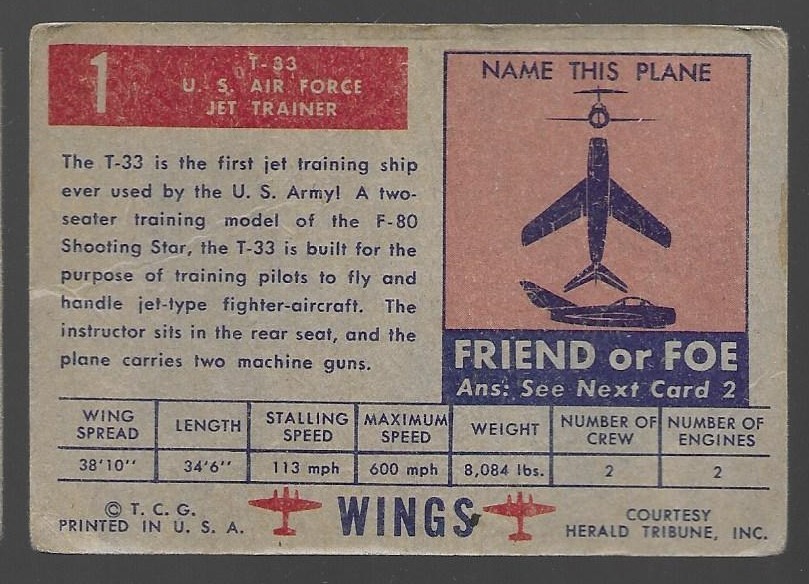 1
T-33
U. S. AIR FORCE
JET TRAINER
The T-33 is the first jet training ship
ever used by the U. S. Army! A two-
seater training model of the F-80
Shooting Star, the T-33 is built for the
purpose of training pilots to fly and
handle jet-type fighter-aircraft. The
instructor sits in the rear seat, and the
plane carries two machine guns.
NAME THIS PLANE
FRIEND or FOE
Ans: See Next Card 2
WING SPREAD LENGTH STALLING SPEED MAXIMUM SPEED WEIGHT NUMBER OF CREW NUMBER OF ENGINES
38'10'' 34'6'' 113 mph 600 mph 8,084 lbs. 2 2
© T. C. G.
PRINTED IN U. S. A.
WINGS
COURTESY
HERALD TRIBUNE, INC.